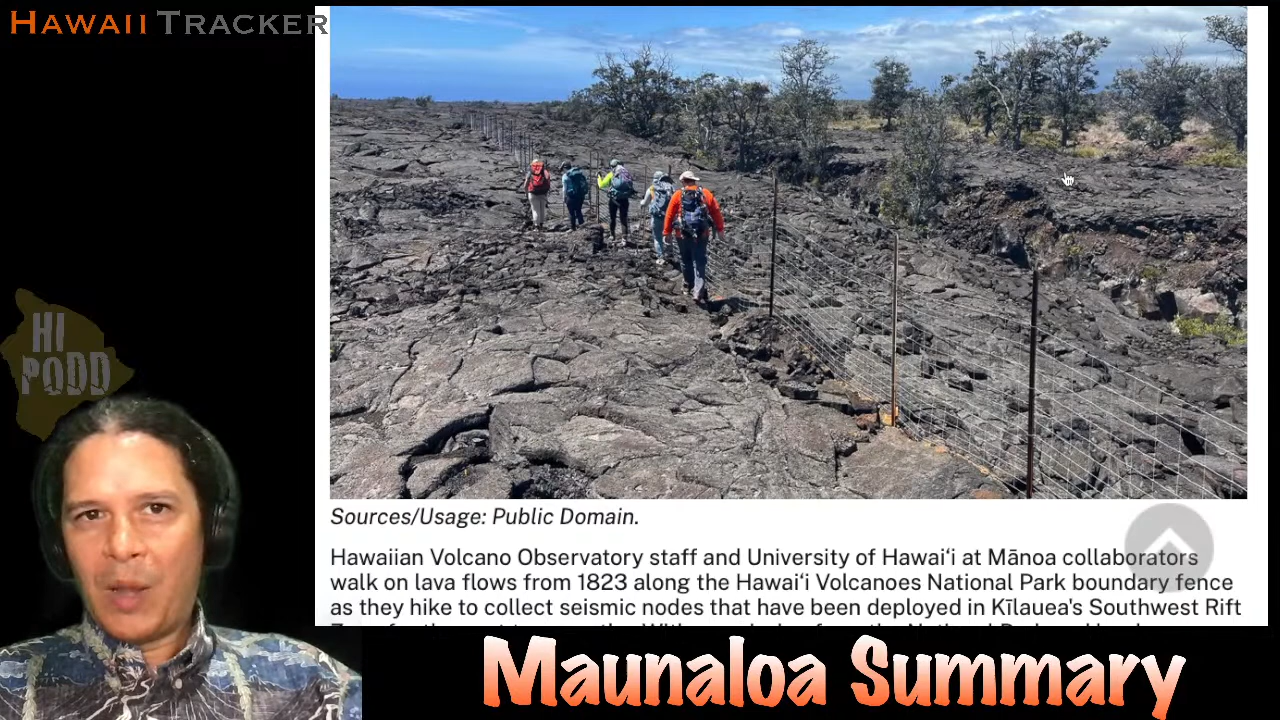 HAWAII TRACKER
HI
PODD
Sources/Usage: Public Domain.
Hawaiian Volcano Observatory staff and University of Hawaiʻi at Mānoa collaborators
walk on lava flows from 1823 along the Hawaiʻi Volcanoes National Park boundary fence
as they hike to collect seismic nodes that have been deployed in Kīlauea's Southwest Rift
Maunaloa Summary